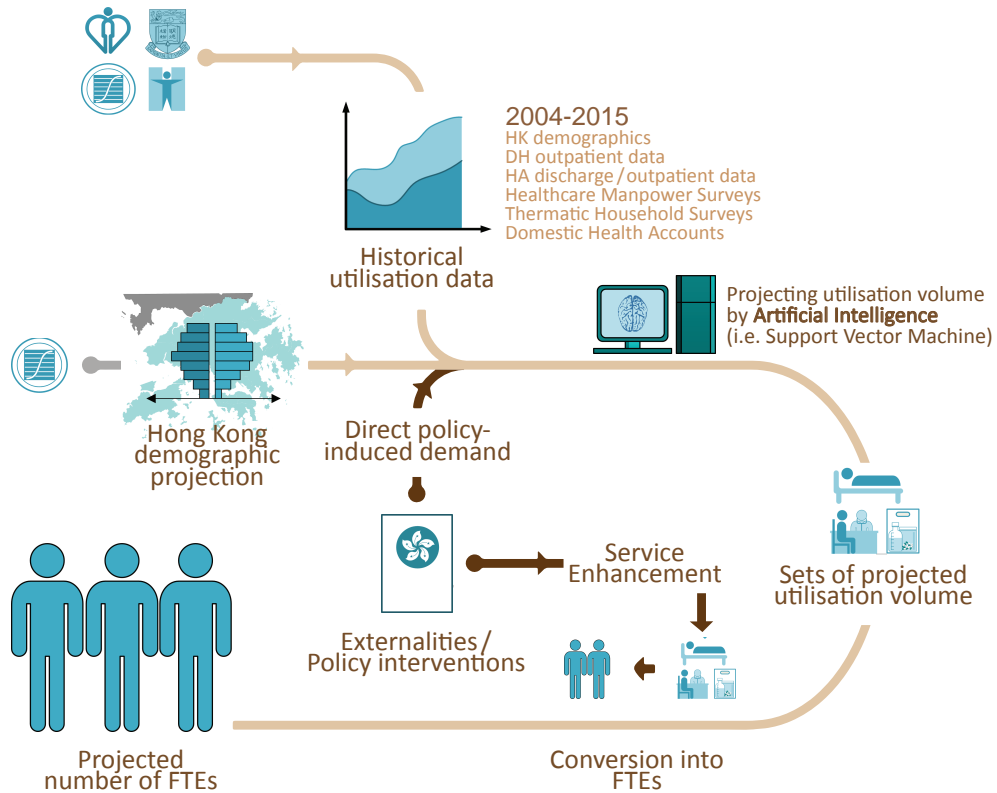 2004-2015
HK demographics
DH outpatient data
HA discharge/outpatient data
Healthcare Manpower Surveys
Thermatic Household Surveys
Domestic Health Accounts
Historical
utilisation data
Projecting utilisation volume
by Artificial Intelligence
(i.e. Support Vector Machine)
Hong Kong
demographic
projection
Direct policy-
induced demand
Service
Enhancement
Sets of projected
utilisation volume
Externalities/
Policy interventions
Projected
number of FTEs
Conversion into
FTEs